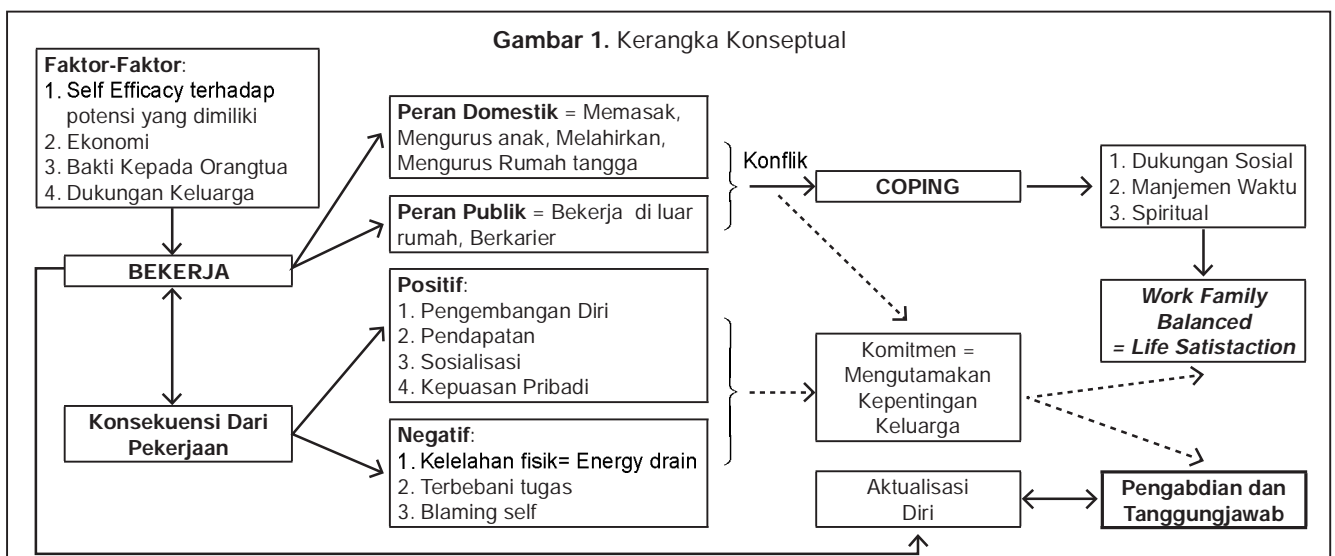 Gambar 1. Kerangka Konseptual
Faktor-Faktor:
1. Self Efficacy terhadap
potensi yang dimiliki
2. Ekonomi
3. Bakti Kepada Orangtua
4. Dukungan Keluarga
BEKERJA
Konsekuensi Dari
Pekerjaan
Peran Domestik = Memasak,
Mengurus anak, Melahirkan,
Mengurus Rumah tangga
Peran Publik = Bekerja di luar
rumah, Berkarier
Positif:
1. Pengembangan Diri
2. Pendapatan
3. Sosialisasi
4. Kepuasan Pribadi
Negatif:
1. Kelelahan fisik= Energy drain
2. Terbebani tugas
3. Blaming self
Konflik
COPING
Komitmen =
Mengutamakan
Kepentingan
Keluarga
Aktualisasi
Diri
1. Dukungan Sosial
2. Manjemen Waktu
3. Spiritual
Work Family
Balanced
= Life Satistaction
Pengabdian dan
Tanggungjawab